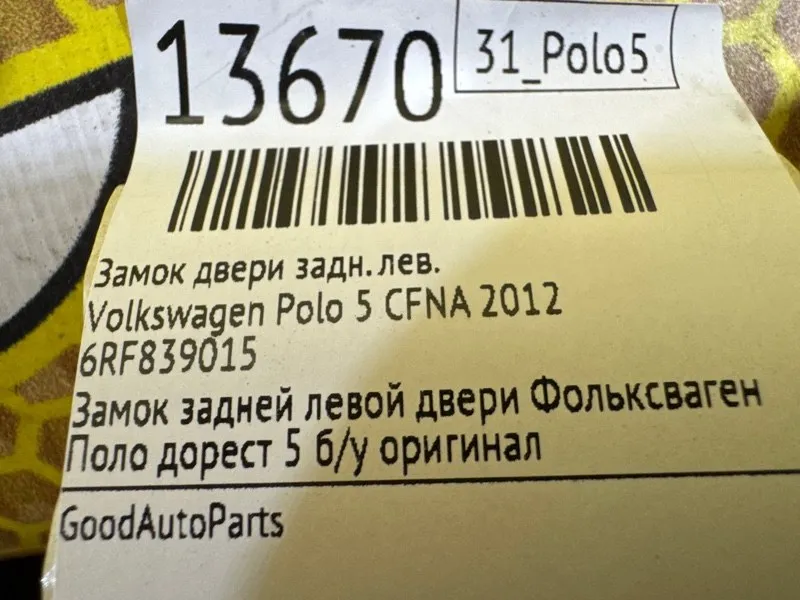 13670
31_Polo5
Замок двери задн.лев.
Volkswagen Polo 5 CFNA 2012
6RF839015
Замок задней левой двери Фольксваген
Поло дорест 5 б/у оригинал
GoodAutoParts